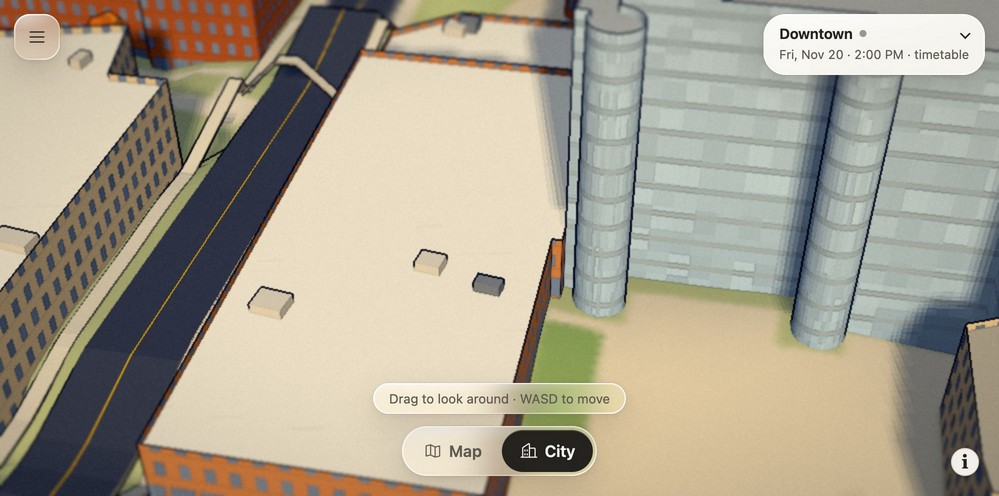 Downtown
Fri, Nov 20 · 2:00 PM · timetable
Drag to look around · WASD to move
Map
City
i